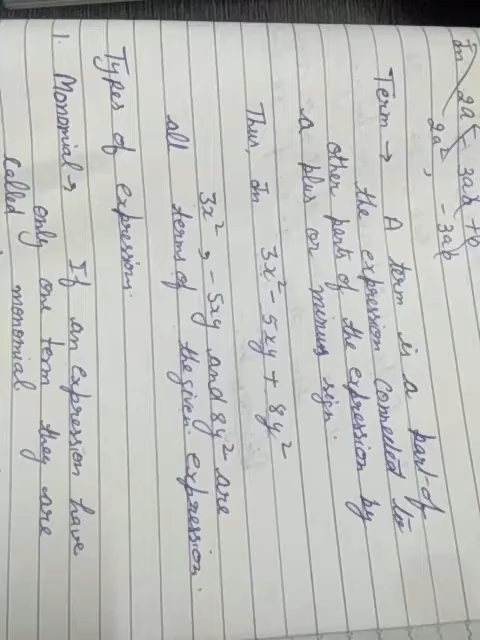 In 2a² - 3ab + b
2a², - 3ab
Term → A term is a part of
the expression connected to
other parts of the expression by
a plus or minus sign.
Thus, In 3x² - 5xy + 8y²
3x², - 5xy and 8y² are
all terms of the given expression.
Types of expression.
1. Monomial → If an expression have
only one term they are
called monomial